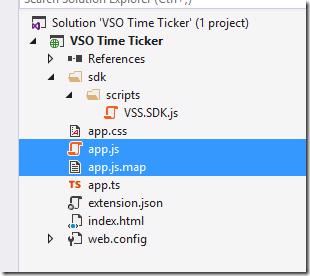 Search Solution Explorer (Ctrl+;)
Solution 'VSO Time Ticker' (1 project)
VSO Time Ticker
References
sdk
scripts
VSS.SDK.js
app.css
app.js
app.js.map
TS app.ts
extension.json
index.html
web.config